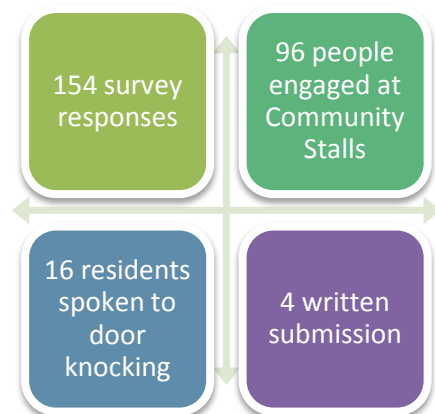 154 survey
responses
96 people
engaged at
Community
Stalls
16 residents
spoken to
door
knocking
4 written
submission